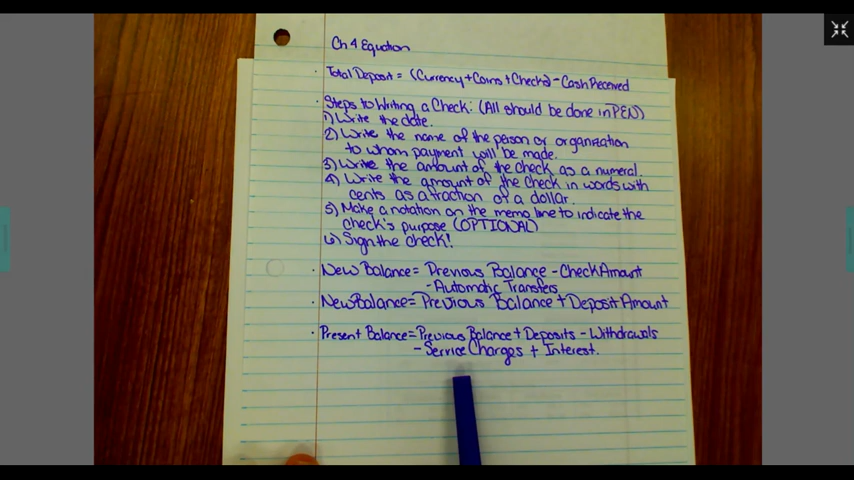 Ch 4 Equation
· Total Deposit = (Currency + Coins + Checks) - Cash Received
· Steps to Writing a Check: (All should be done in PEN)
1) Write the date.
2) Write the name of the person or organization
to whom payment will be made.
3) Write the amount of the check as a numeral.
4) Write the amount of the check in words with
cents as a fraction of a dollar.
5) Make a notation on the memo line to indicate the
check's purpose (OPTIONAL)
6) Sign the check!
· New Balance = Previous Balance - Check Amount
- Automatic Transfers
· New Balance = Previous Balance + Deposit Amount
· Present Balance = Previous Balance + Deposits - Withdrawals
- Service Charges + Interest.